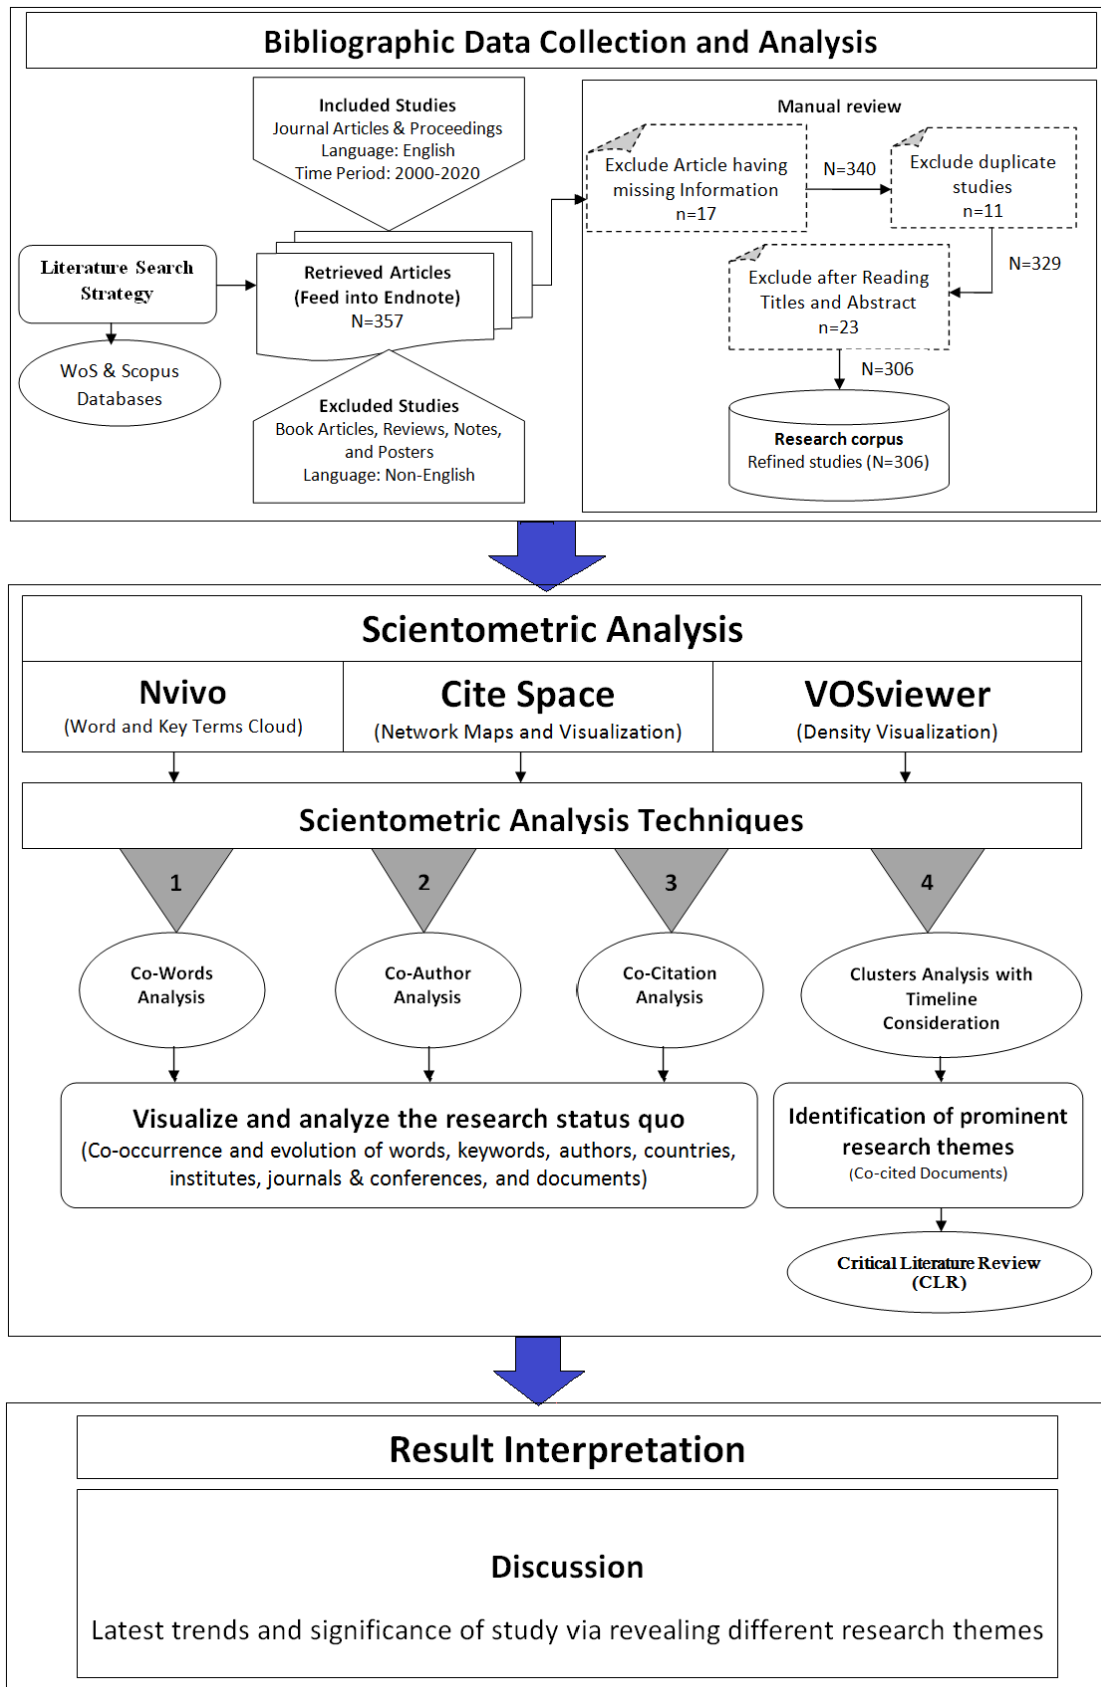 Bibliographic Data Collection and Analysis
Included Studies
Journal Articles & Proceedings
Language: English
Time Period: 2000-2020
Literature Search
Strategy
WoS & Scopus
Databases
Retrieved Articles
(Feed into Endnote)
N=357
Excluded Studies
Book Articles, Reviews, Notes,
and Posters
Language: Non-English
Manual review
Exclude Article having
missing Information
n=17
N=340
Exclude duplicate
studies
n=11
N=329
Exclude after Reading
Titles and Abstract
n=23
N=306
Research corpus
Refined studies (N=306)
Scientometric Analysis
Nvivo
(Word and Key Terms Cloud)
Cite Space
(Network Maps and Visualization)
VOSviewer
(Density Visualization)
Scientometric Analysis Techniques
1
2
3
4
Co-Words
Analysis
Co-Author
Analysis
Co-Citation
Analysis
Clusters Analysis with
Timeline
Consideration
Visualize and analyze the research status quo
(Co-occurrence and evolution of words, keywords, authors, countries,
institutes, journals & conferences, and documents)
Identification of prominent
research themes
(Co-cited Documents)
Critical Literature Review
(CLR)
Result Interpretation
Discussion
Latest trends and significance of study via revealing different research themes